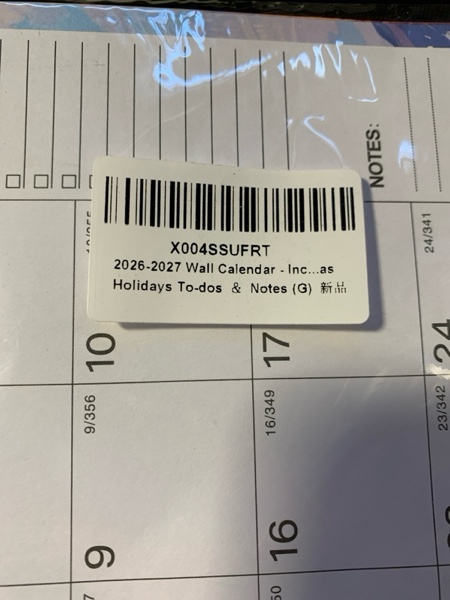 NOTES:
X004SSUFRT
2026-2027 Wall Calendar - Inc...as
Holidays To-dos & Notes (G) 新品
24/341
10
17
24
9/356
16/349
23/342
9
16